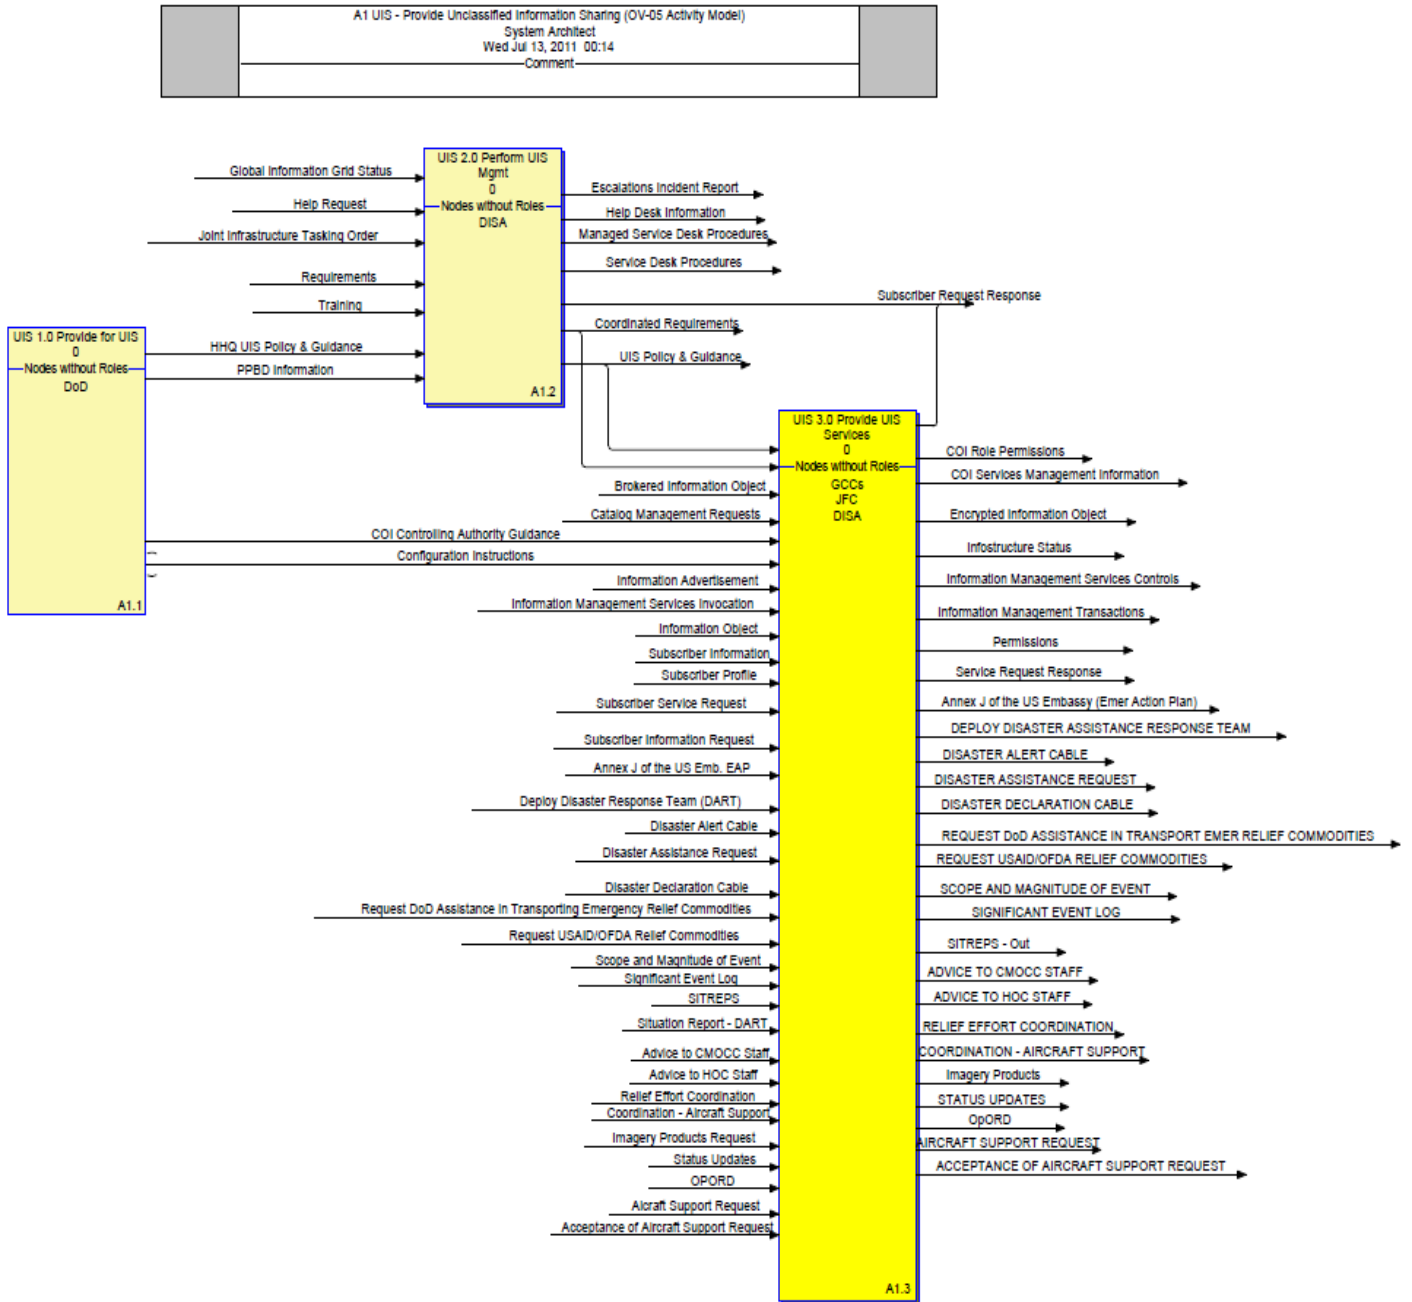 A1 UIS - Provide Unclassified Information Sharing (OV-05 Activity Model)
System Architect
Wed Jul 13, 2011 00:14
Comment
UIS 2.0 Perform UIS
Mgmt
0
Nodes without Roles
DISA
A1.2
Global Information Grid Status
Help Request
Joint Infrastructure Tasking Order
Requirements
Training
HHQ UIS Policy & Guidance
PPBD Information
Escalations Incident Report
Help Desk Information
Managed Service Desk Procedures
Service Desk Procedures
Subscriber Request Response
Coordinated Requirements
UIS Policy & Guidance
UIS 1.0 Provide for UIS
0
Nodes without Roles
DoD
A1.1
UIS 3.0 Provide UIS
Services
0
Nodes without Roles
GCCs
JFC
DISA
A1.3
Brokered Information Object
Catalog Management Requests
COI Controlling Authority Guidance
Configuration Instructions
Information Advertisement
Information Management Services Invocation
Information Object
Subscriber Information
Subscriber Profile
Subscriber Service Request
Subscriber Information Request
Annex J of the US Emb. EAP
Deploy Disaster Response Team (DART)
Disaster Alert Cable
Disaster Assistance Request
Disaster Declaration Cable
Request DoD Assistance in Transporting Emergency Relief Commodities
Request USAID/OFDA Relief Commodities
Scope and Magnitude of Event
Significant Event Log
SITREPS
Situation Report - DART
Advice to CMOCC Staff
Advice to HOC Staff
Relief Effort Coordination
Coordination - Aircraft Support
Imagery Products Request
Status Updates
OPORD
Aicraft Support Request
Acceptance of Aircraft Support Request
COI Role Permissions
COI Services Management Information
Encrypted Information Object
Infostructure Status
Information Management Services Controls
Information Management Transactions
Permissions
Service Request Response
Annex J of the US Embassy (Emer Action Plan)
DEPLOY DISASTER ASSISTANCE RESPONSE TEAM
DISASTER ALERT CABLE
DISASTER ASSISTANCE REQUEST
DISASTER DECLARATION CABLE
REQUEST DoD ASSISTANCE IN TRANSPORT EMER RELIEF COMMODITIES
REQUEST USAID/OFDA RELIEF COMMODITIES
SCOPE AND MAGNITUDE OF EVENT
SIGNIFICANT EVENT LOG
SITREPS - Out
ADVICE TO CMOCC STAFF
ADVICE TO HOC STAFF
RELIEF EFFORT COORDINATION
COORDINATION - AIRCRAFT SUPPORT
Imagery Products
STATUS UPDATES
OpORD
AIRCRAFT SUPPORT REQUEST
ACCEPTANCE OF AIRCRAFT SUPPORT REQUEST